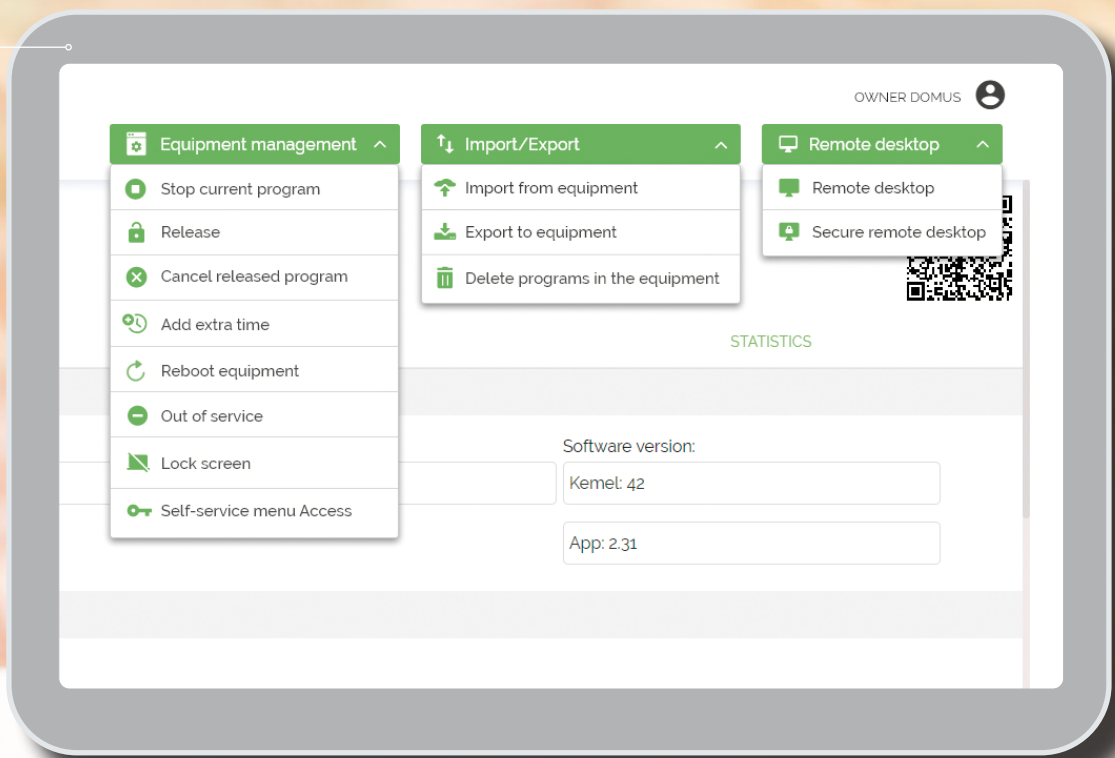 OWNER DOMUS
Equipment management
Stop current program
Release
Cancel released program
Add extra time
Reboot equipment
Out of service
Lock screen
Self-service menu Access
Import/Export
Import from equipment
Export to equipment
Delete programs in the equipment
Remote desktop
Remote desktop
Secure remote desktop
STATISTICS
Software version:
Kemel: 42
App: 2.31